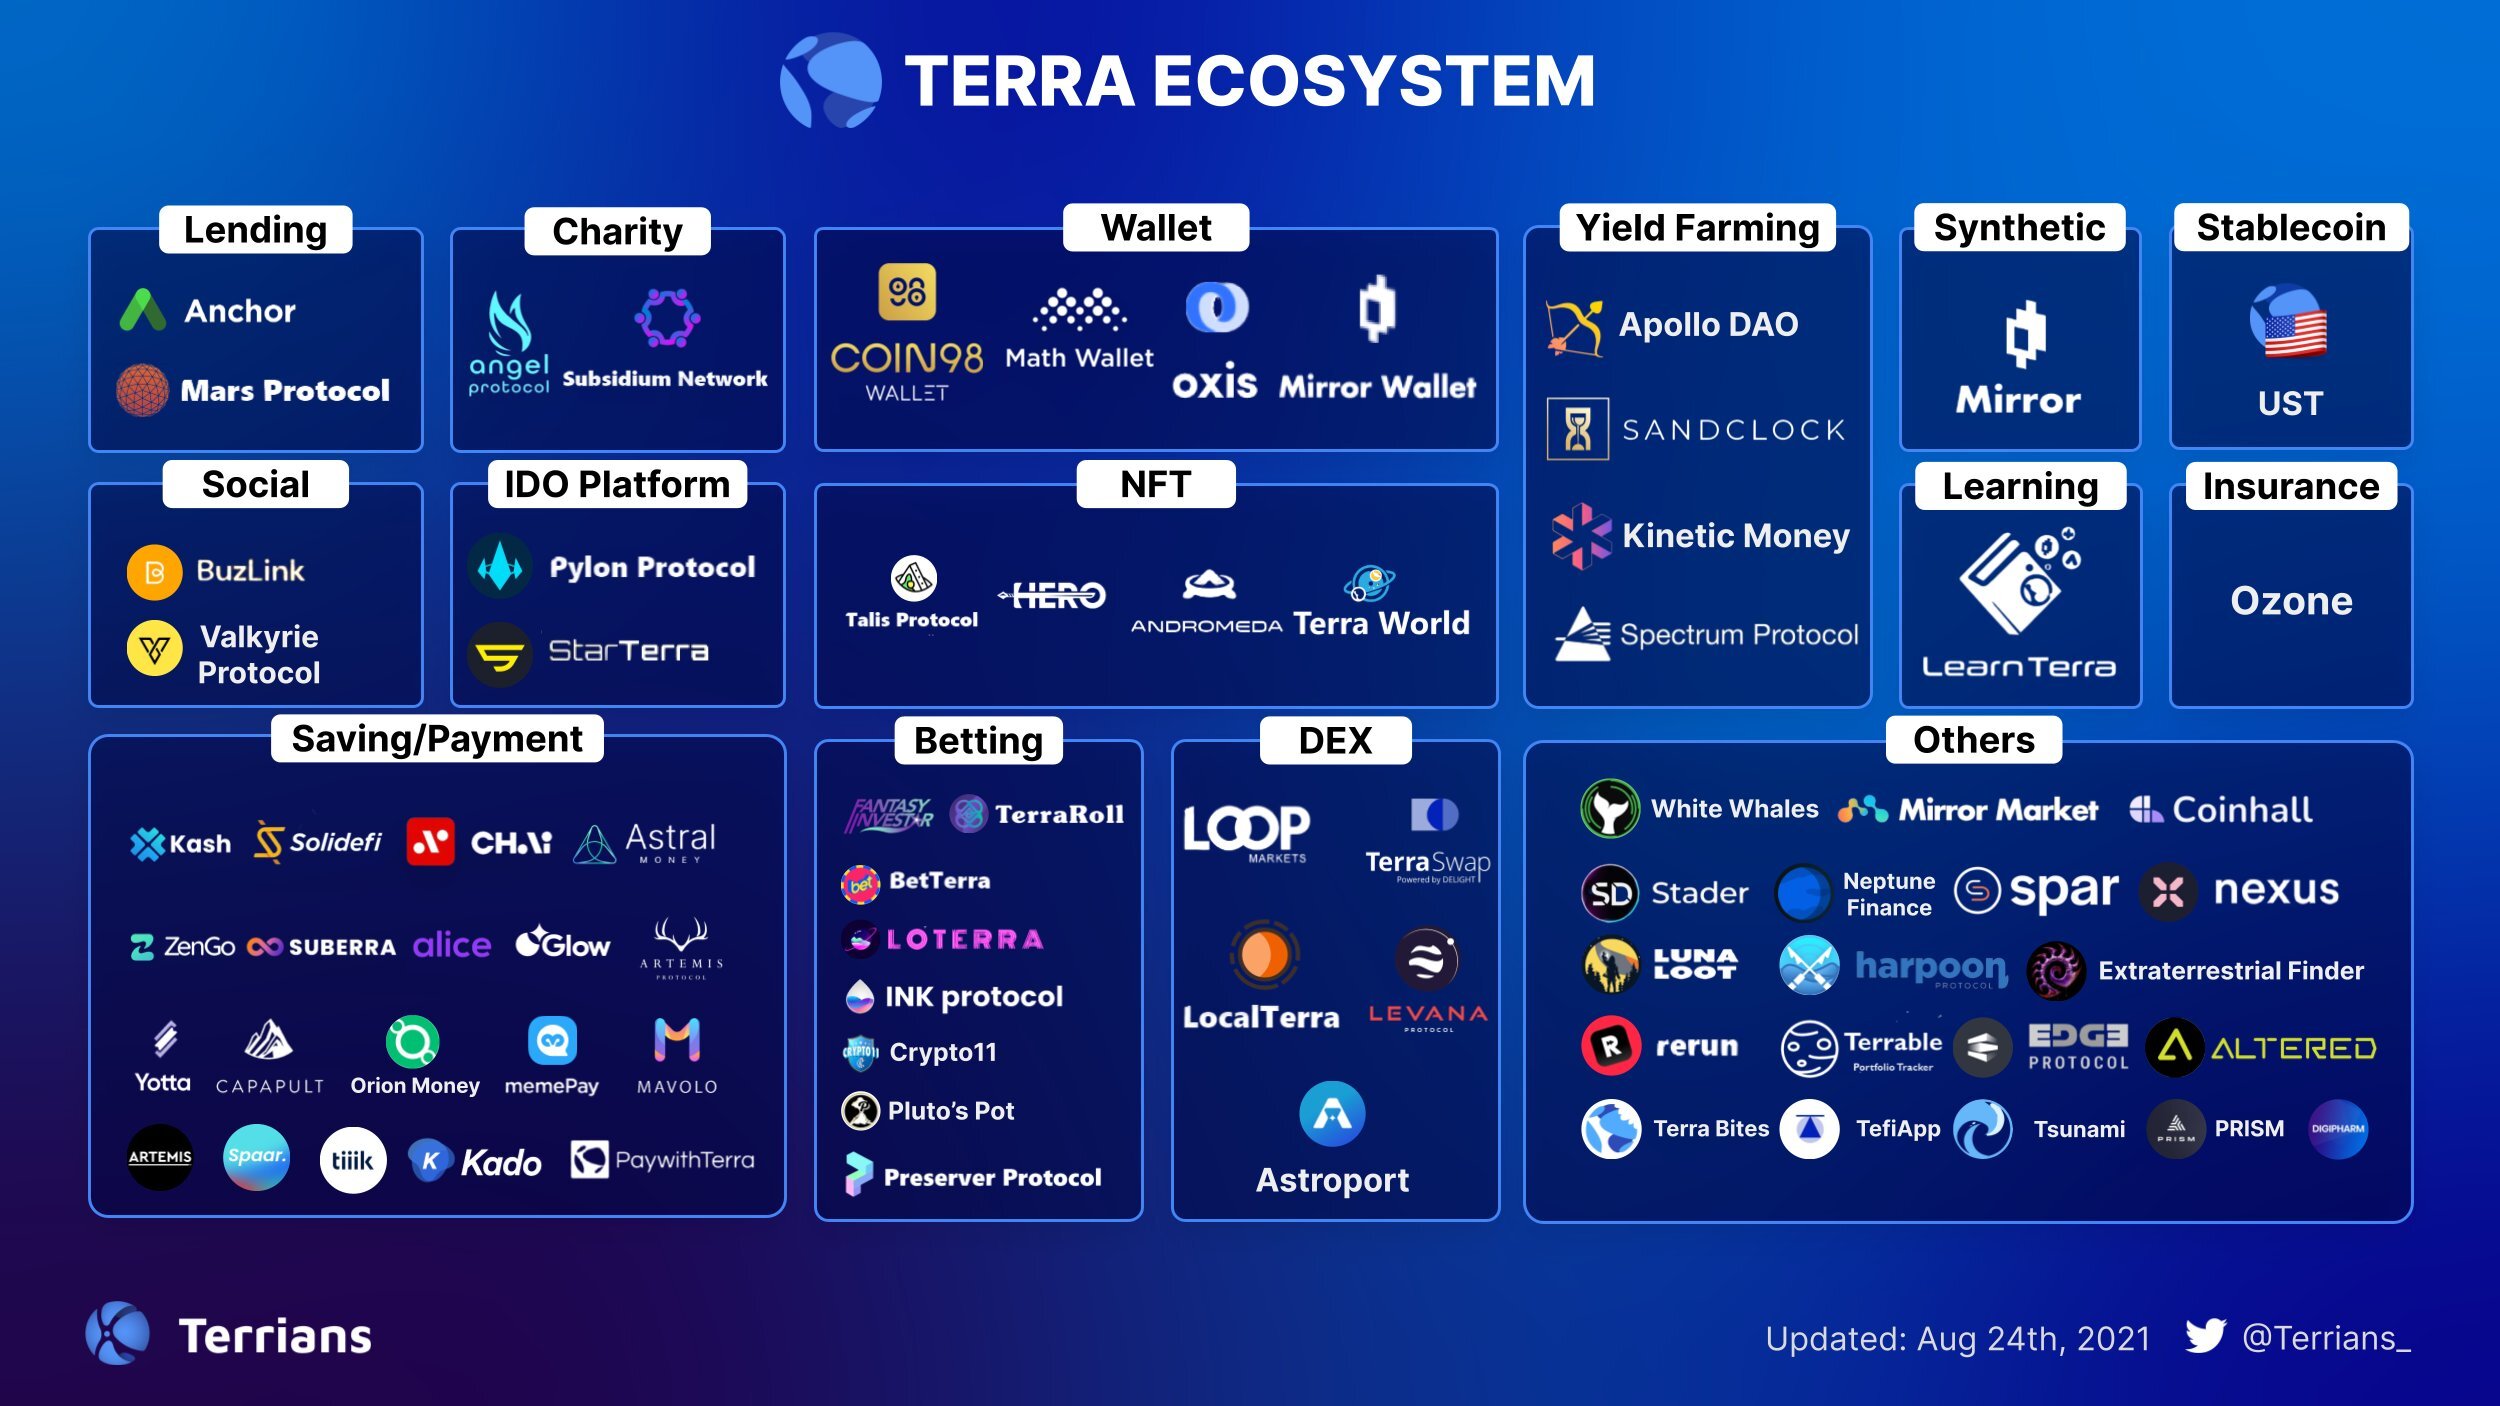 TERRA ECOSYSTEM
Lending
Anchor
Mars Protocol
Charity
angel
protocol
Subsidium Network
Wallet
COIN98
WALLET
Math Wallet
oxis
Mirror Wallet
Yield Farming
Apollo DAO
SANDCLOCK
Kinetic Money
Spectrum Protocol
Synthetic
Mirror
Stablecoin
UST
Social
BuzLink
Valkyrie
Protocol
IDO Platform
Pylon Protocol
StarTerra
NFT
Talis Protocol
HERO
ANDROMEDA
Terra World
Learning
LearnTerra
Insurance
Ozone
Saving/Payment
Kash
Solidefi
CHAi
Astral
MONEY
ZenGo
SUBERRA
alice
Glow
ARTEMIS
PROTOCOL
Yotta
CAPAPULT
Orion Money
memePay
MAVOLO
ARTEMIS
Spaar.
tiiik
K
Kado
PaywithTerra
Betting
FANTASY
INVESTAR
TerraRoll
bet
BetTerra
LOTERRA
INK protocol
CRYPTO11
Crypto11
Pluto's Pot
Preserver Protocol
DEX
LOOP
MARKETS
TerraSwap
Powered by DELIGHT
LocalTerra
LEVANA
PROTOCOL
Astroport
Others
White Whales
Mirror Market
Coinhall
SD
Stader
Neptune
Finance
spar
nexus
LUNA
LOOT
harpoon
PROTOCOL
Extraterrestrial Finder
R
rerun
Terrable
Portfolio Tracker
EDGE
PROTOCOL
ALTERED
Terra Bites
TefiApp
Tsunami
PRISM
PRISM
DIGIPHARM
Terrians
Updated: Aug 24th, 2021
@Terrians_